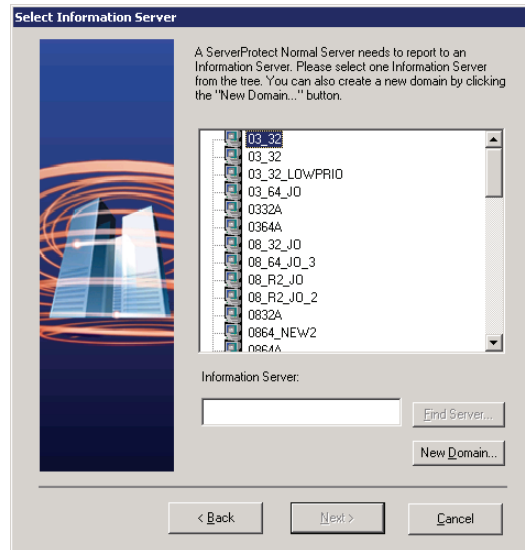 Select Information Server
A ServerProtect Normal Server needs to report to an
Information Server. Please select one Information Server
from the tree. You can also create a new domain by clicking
the "New Domain..." button.
03_32
03_32
03_32_LOWPRIO
03_64_JO
0332A
0364A
08_32_JO
08_64_JO_3
08_R2_JO
08_R2_JO_2
0832A
0864_NEW2
0864A
Information Server:
Find Server...
New Domain...
< Back
Next >
Cancel